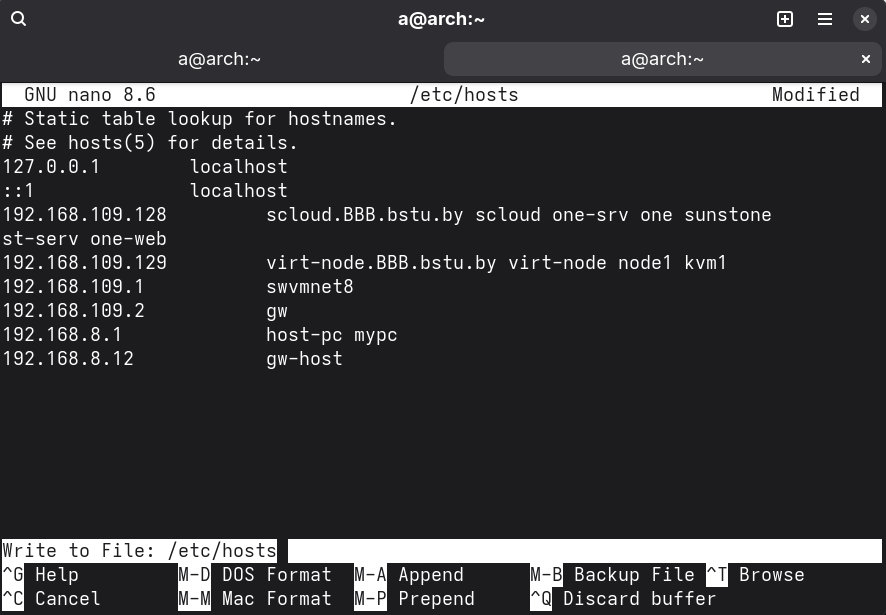 a@arch:~
a@arch:~ a@arch:~
GNU nano 8.6 /etc/hosts Modified
# Static table lookup for hostnames.
# See hosts(5) for details.
127.0.0.1 localhost
::1 localhost
192.168.109.128 scloud.BBB.bstu.by scloud one-srv one sunstone
st-serv one-web
192.168.109.129 virt-node.BBB.bstu.by virt-node node1 kvm1
192.168.109.1 swvmnet8
192.168.109.2 gw
192.168.8.1 host-pc mypc
192.168.8.12 gw-host
Write to File: /etc/hosts
^G Help M-D DOS Format M-A Append M-B Backup File ^T Browse
^C Cancel M-M Mac Format M-P Prepend ^Q Discard buffer